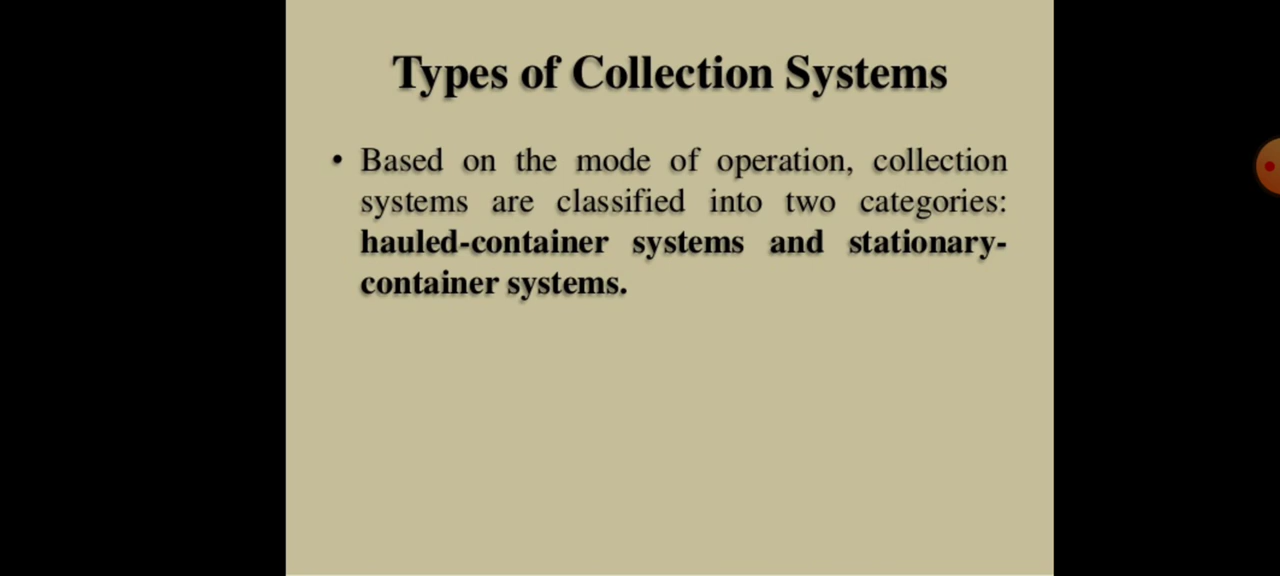 Types of Collection Systems
• Based on the mode of operation, collection
systems are classified into two categories:
hauled-container systems and stationary-
container systems.